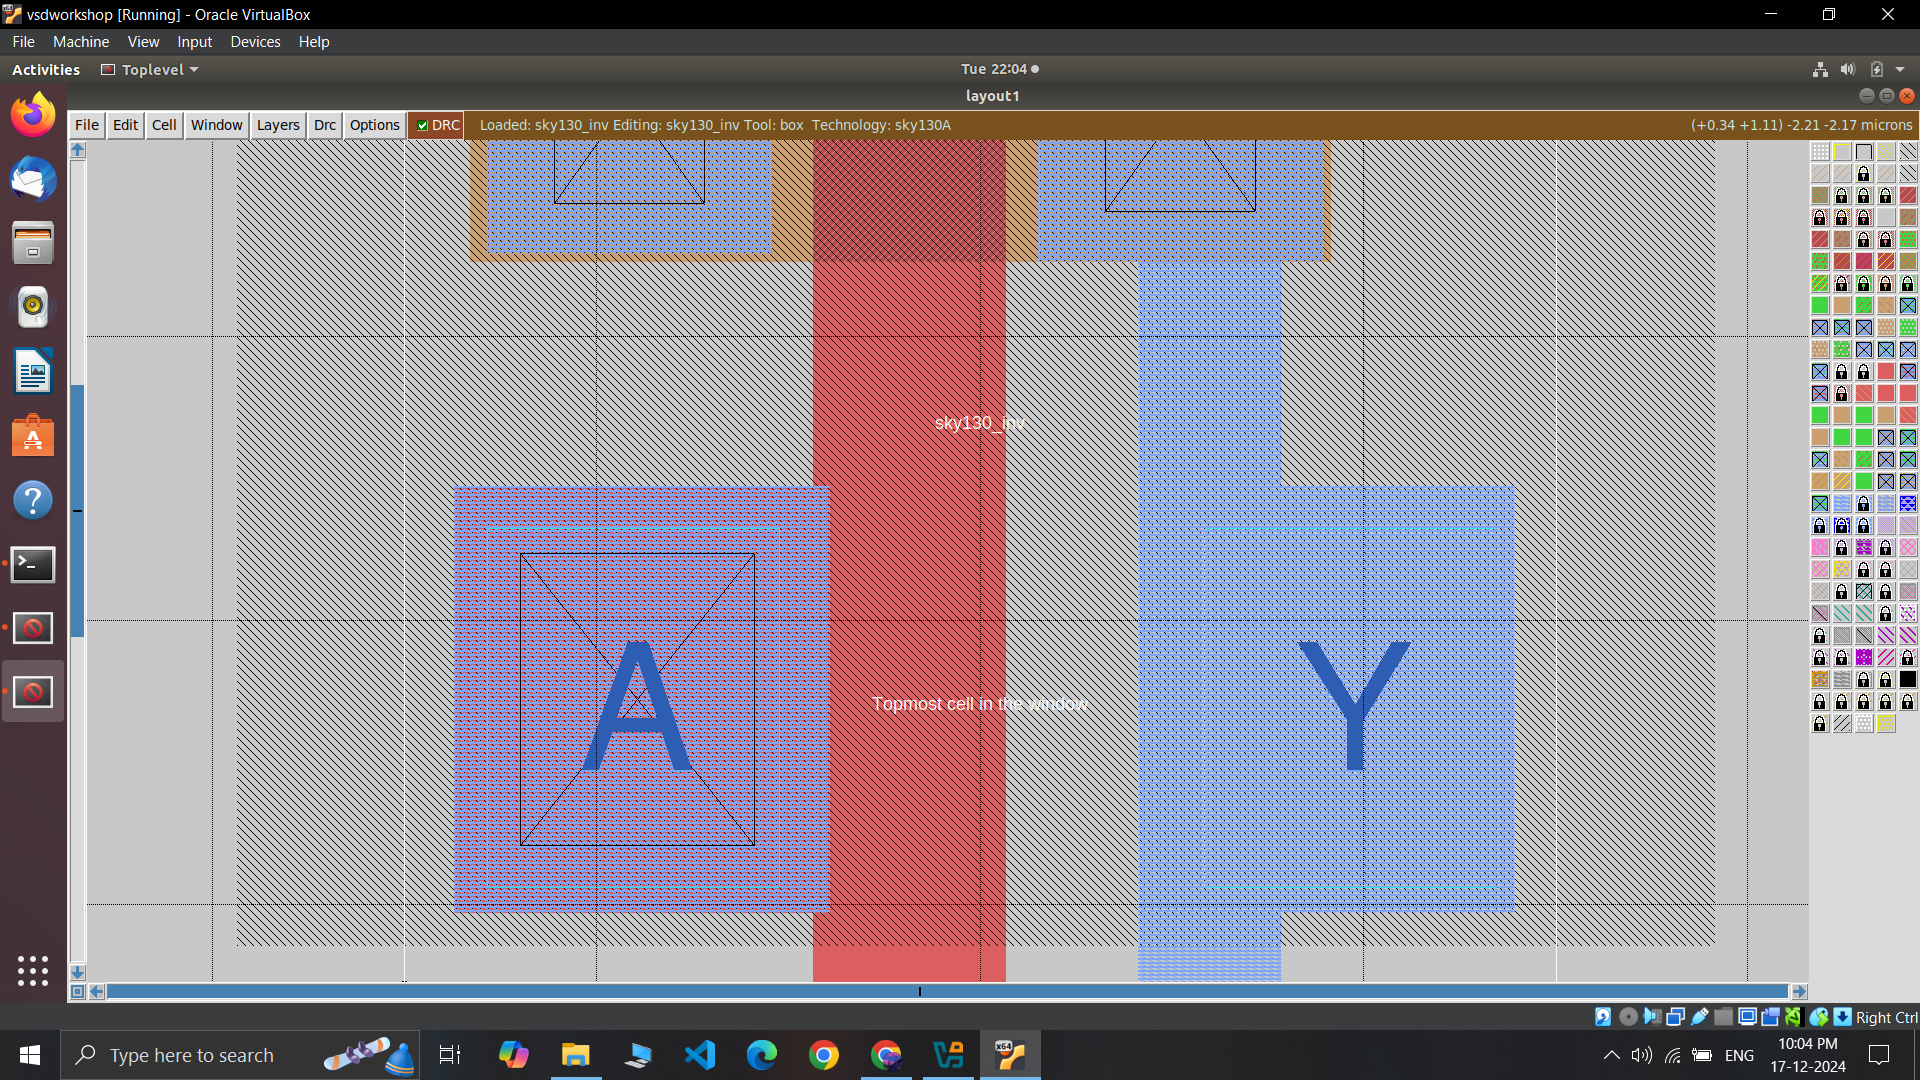 vsdworkshop [Running] - Oracle VirtualBox
File Machine View Input Devices Help
Activities Toplevel Tue 22:04
layout1
File Edit Cell Window Layers Drc Options DRC Loaded: sky130_inv Editing: sky130_inv Tool: box Technology: sky130A (+0.34 +1.11) -2.21 -2.17 microns
sky130_inv
A
Y
Topmost cell in the window
Right Ctrl
Type here to search
x64
ENG
10:04 PM
17-12-2024